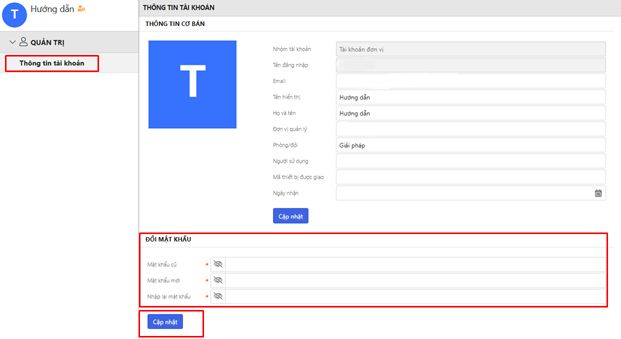 T
Hướng dẫn
QUẢN TRỊ
Thông tin tài khoản
THÔNG TIN TÀI KHOẢN
THÔNG TIN CƠ BẢN
T
Nhóm tài khoản
Tài khoản đơn vị
Tên đăng nhập
Email
Tên hiển thị
Hướng dẫn
Họ và tên
Hướng dẫn
Đơn vị quản lý
Phòng/đội
Giải pháp
Người sử dụng
Mã thiết bị được giao
Ngày nhận
Cập nhật
ĐỔI MẬT KHẨU
Mật khẩu cũ
Mật khẩu mới
Nhập lại mật khẩu
Cập nhật